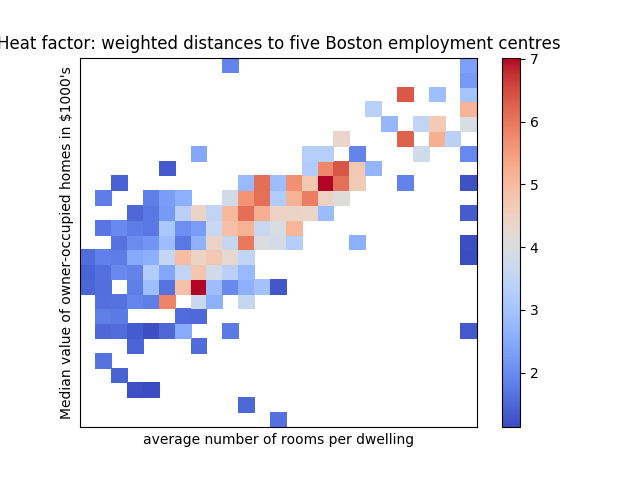 Heat factor: weighted distances to five Boston employment centres
Median value of owner-occupied homes in $1000's
7
6
5
4
3
2
average number of rooms per dwelling